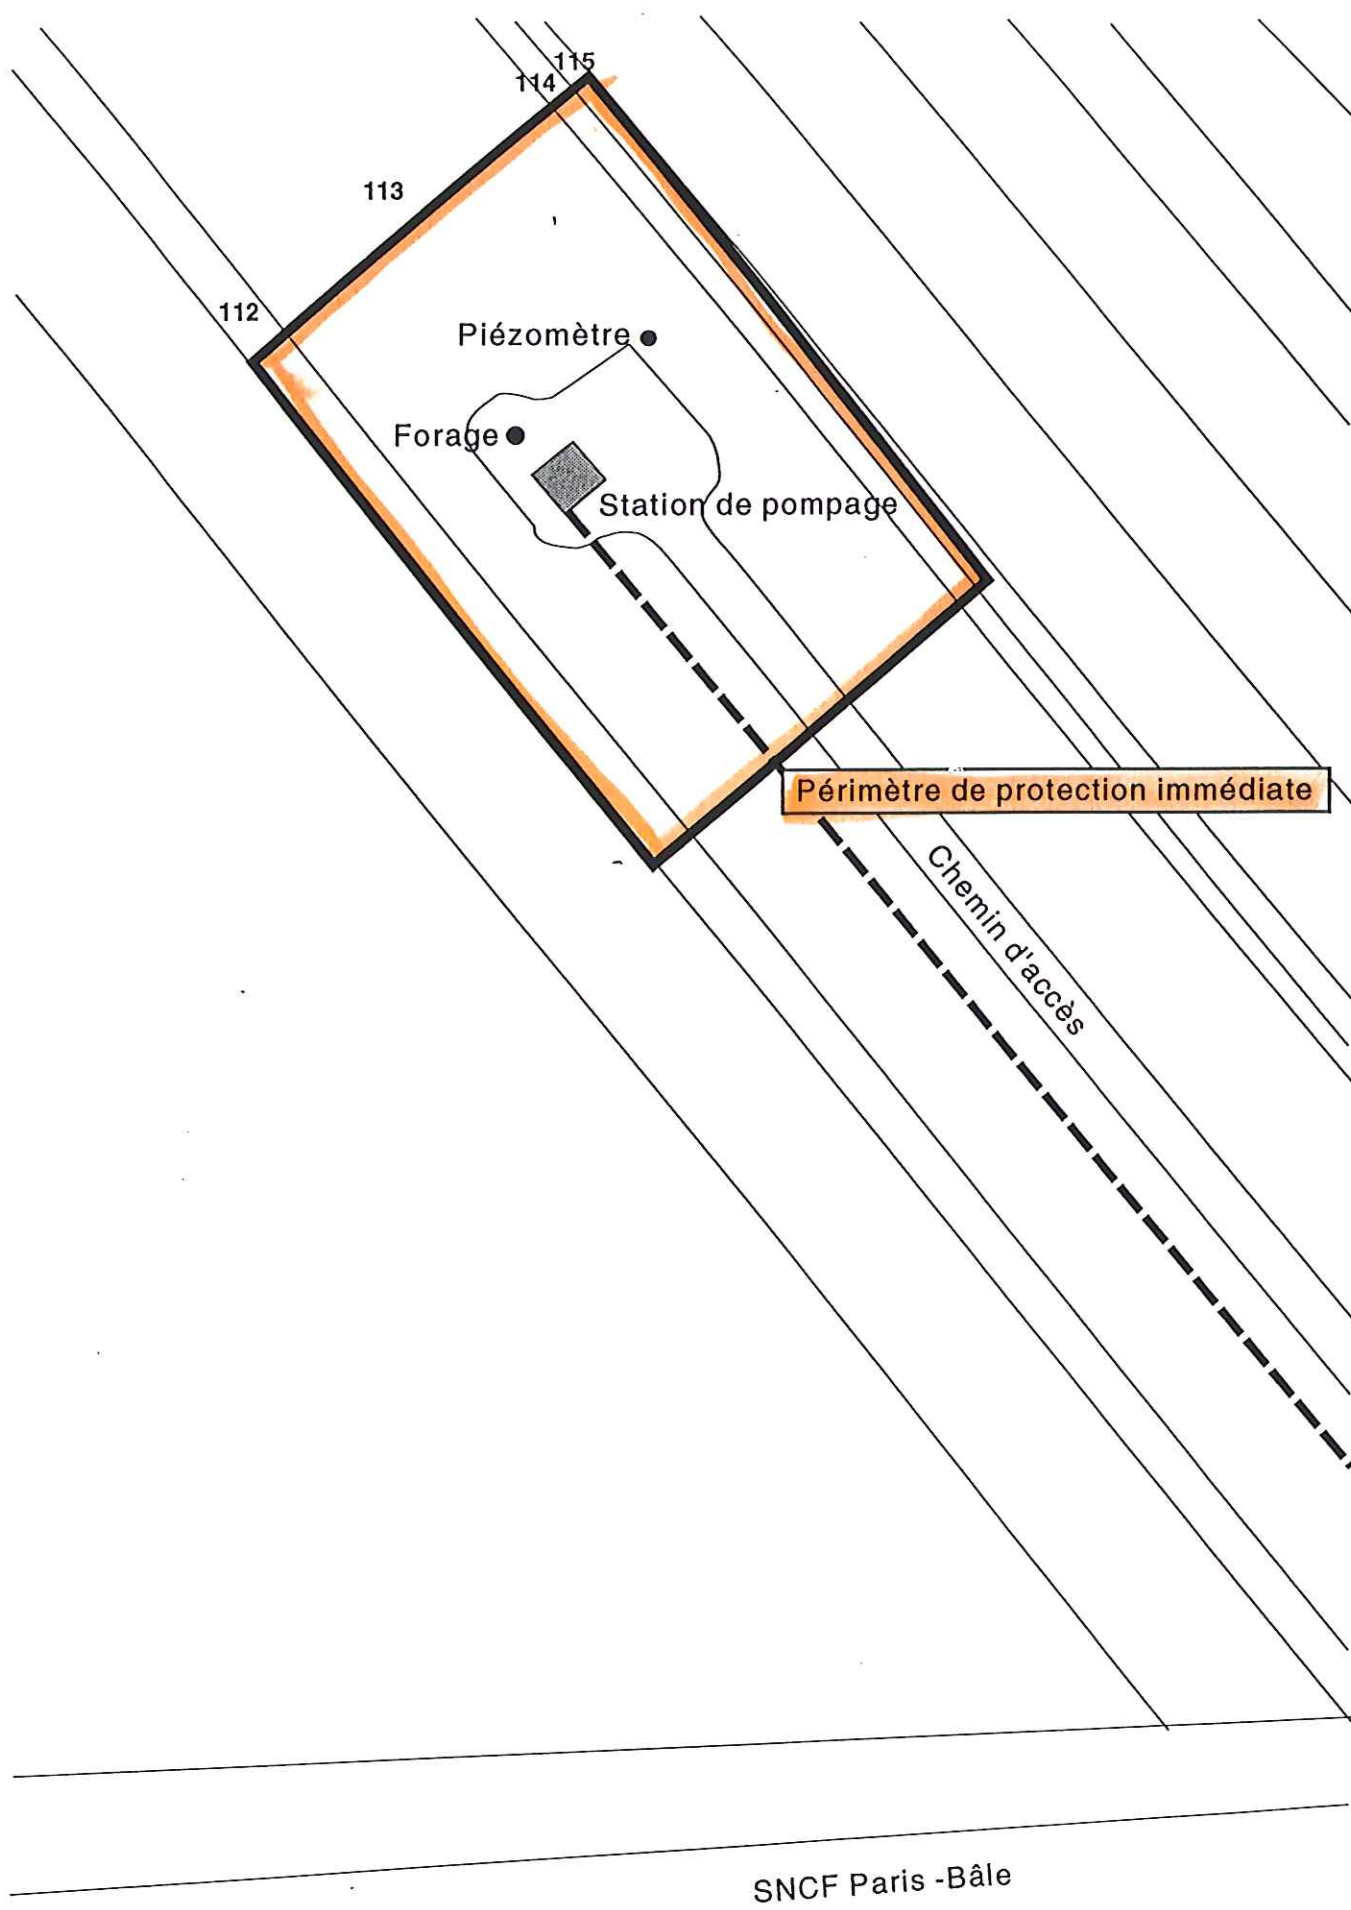 115
114
113
112
Piézomètre
Forage
Station de pompage
Périmètre de protection immédiate
Chemin d'accès
SNCF Paris -Bâle